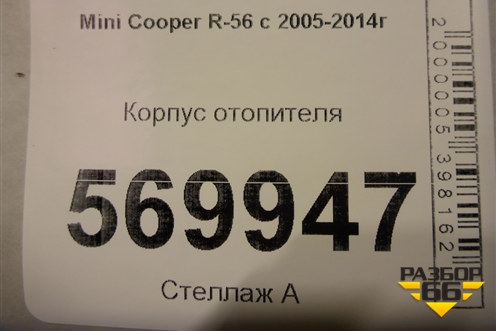 Mini Cooper R-56 с 2005-2014г
Корпус отопителя
569947
Стеллаж А
2000005398162
РАЗБОР
66